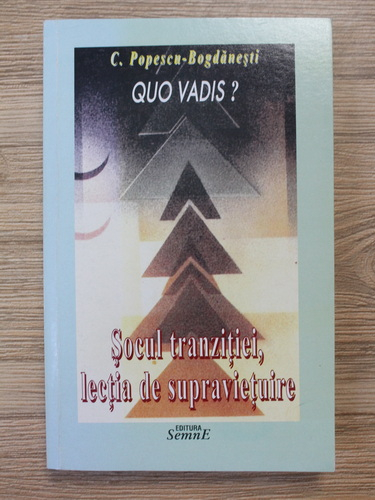 C. Popescu-Bogdănești
QUO VADIS ?
Șocul tranziției,
lecția de supraviețuire
EDITURA
SemnE